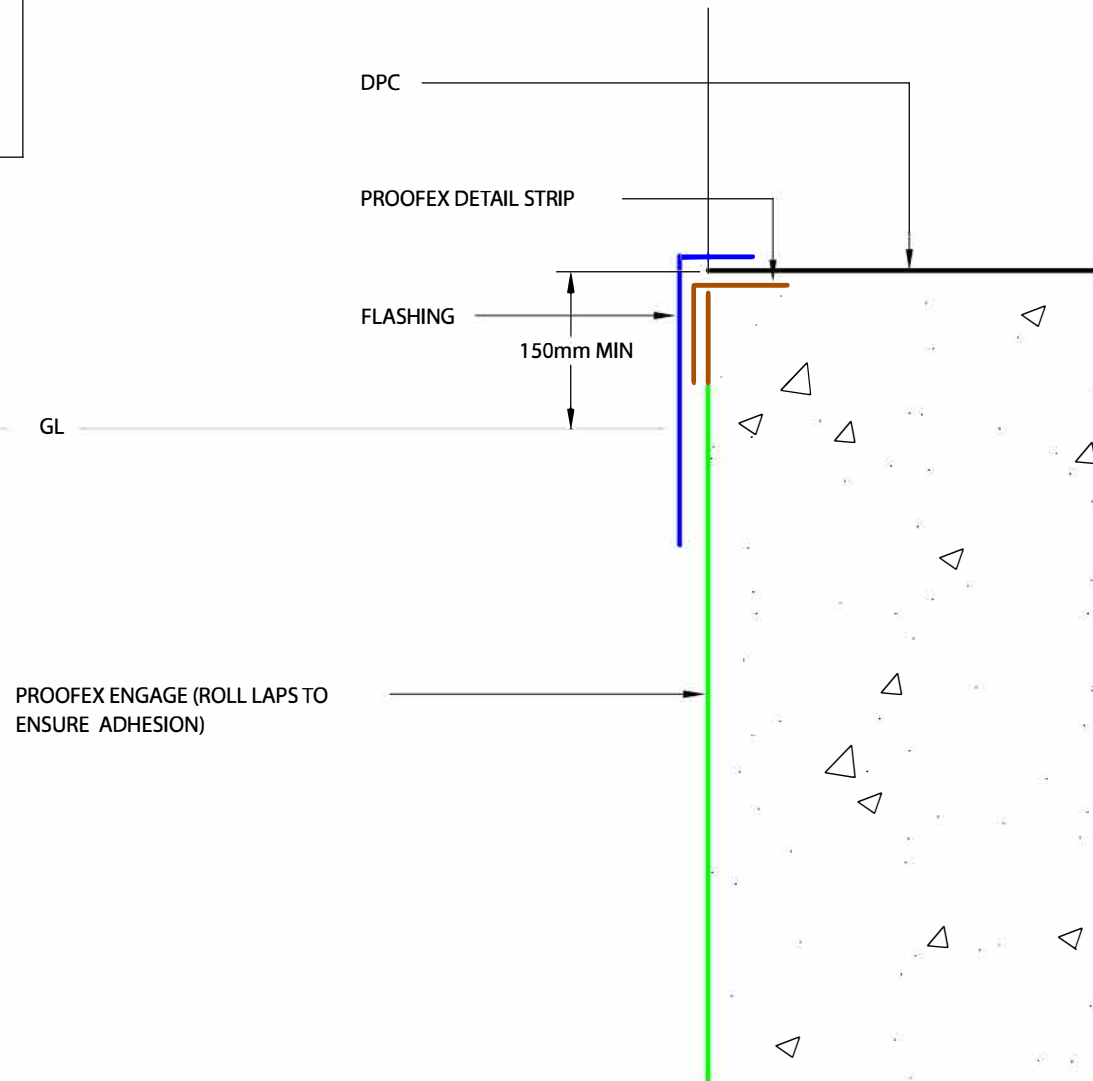 DPC
PROOFEX DETAIL STRIP
FLASHING
150mm MIN
GL
PROOFEX ENGAGE (ROLL LAPS TO
ENSURE ADHESION)